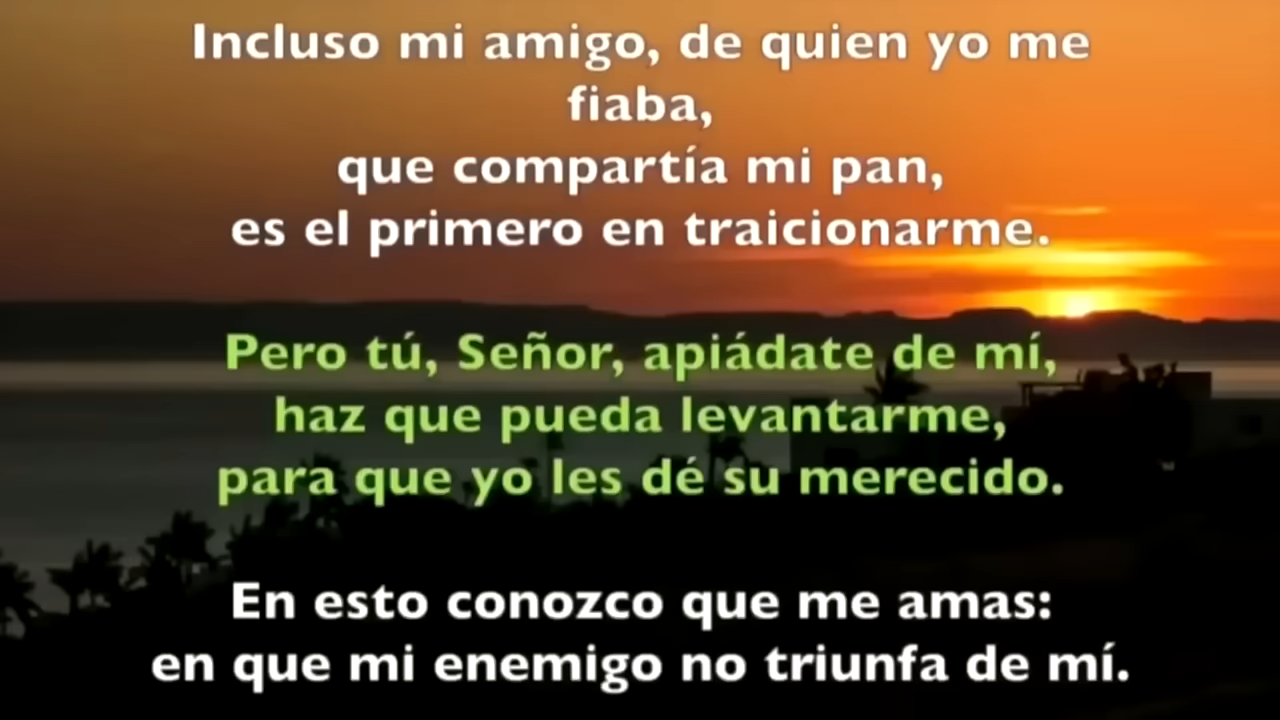 Incluso mi amigo, de quien yo me
fiaba,
que compartía mi pan,
es el primero en traicionarme.
Pero tú, Señor, apiádate de mí,
haz que pueda levantarme,
para que yo les dé su merecido.
En esto conozco que me amas:
en que mi enemigo no triunfa de mí.